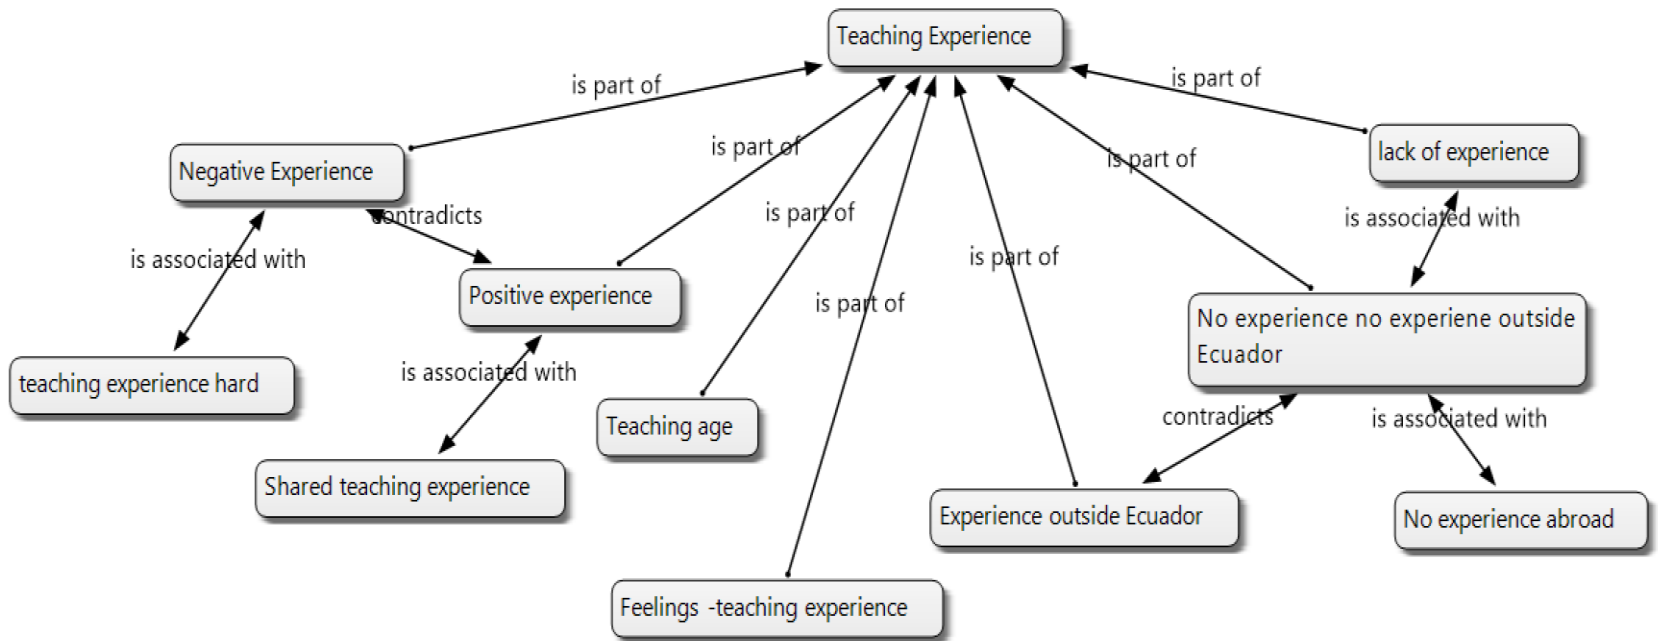 Teaching Experience
is part of
is part of
lack of experience
Negative Experience
is part of
is part of
contradicts
is part of
is associated with
is associated with
is part of
Positive experience
is part of
No experience no experiene outside
Ecuador
teaching experience hard
is associated with
Teaching age
contradicts
is associated with
Shared teaching experience
Experience outside Ecuador
No experience abroad
Feelings -teaching experience